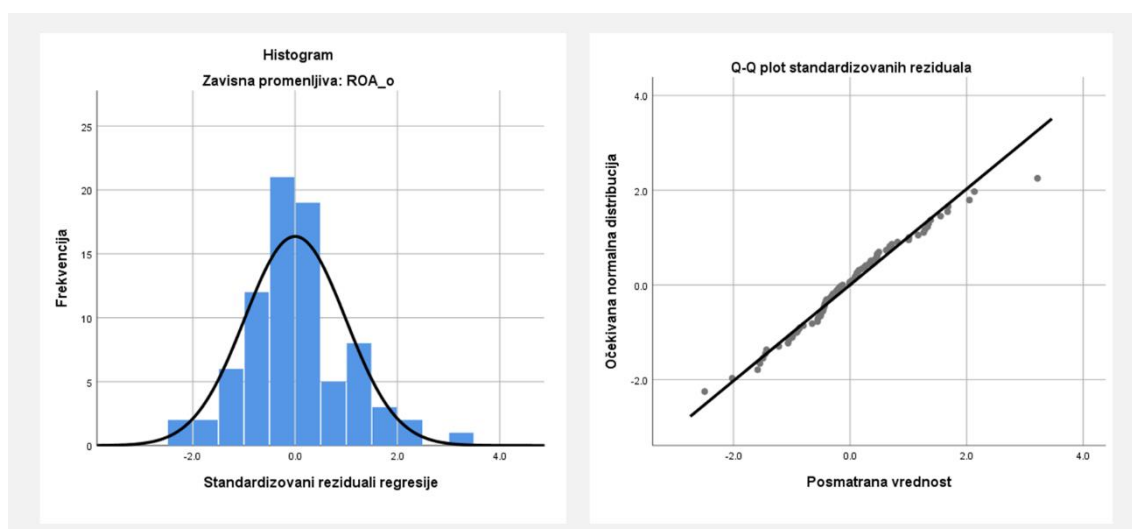 Histogram
Zavisna promenljiva: ROA_o
Frekvencija
25
20
15
10
5
0
-2.0
0.0
2.0
4.0
Standardizovani reziduali regresije
Q-Q plot standardizovanih reziduala
Očekivana normalna distribucija
4.0
2.0
0.0
-2.0
-2.0
0.0
2.0
4.0
Posmatrana vrednost